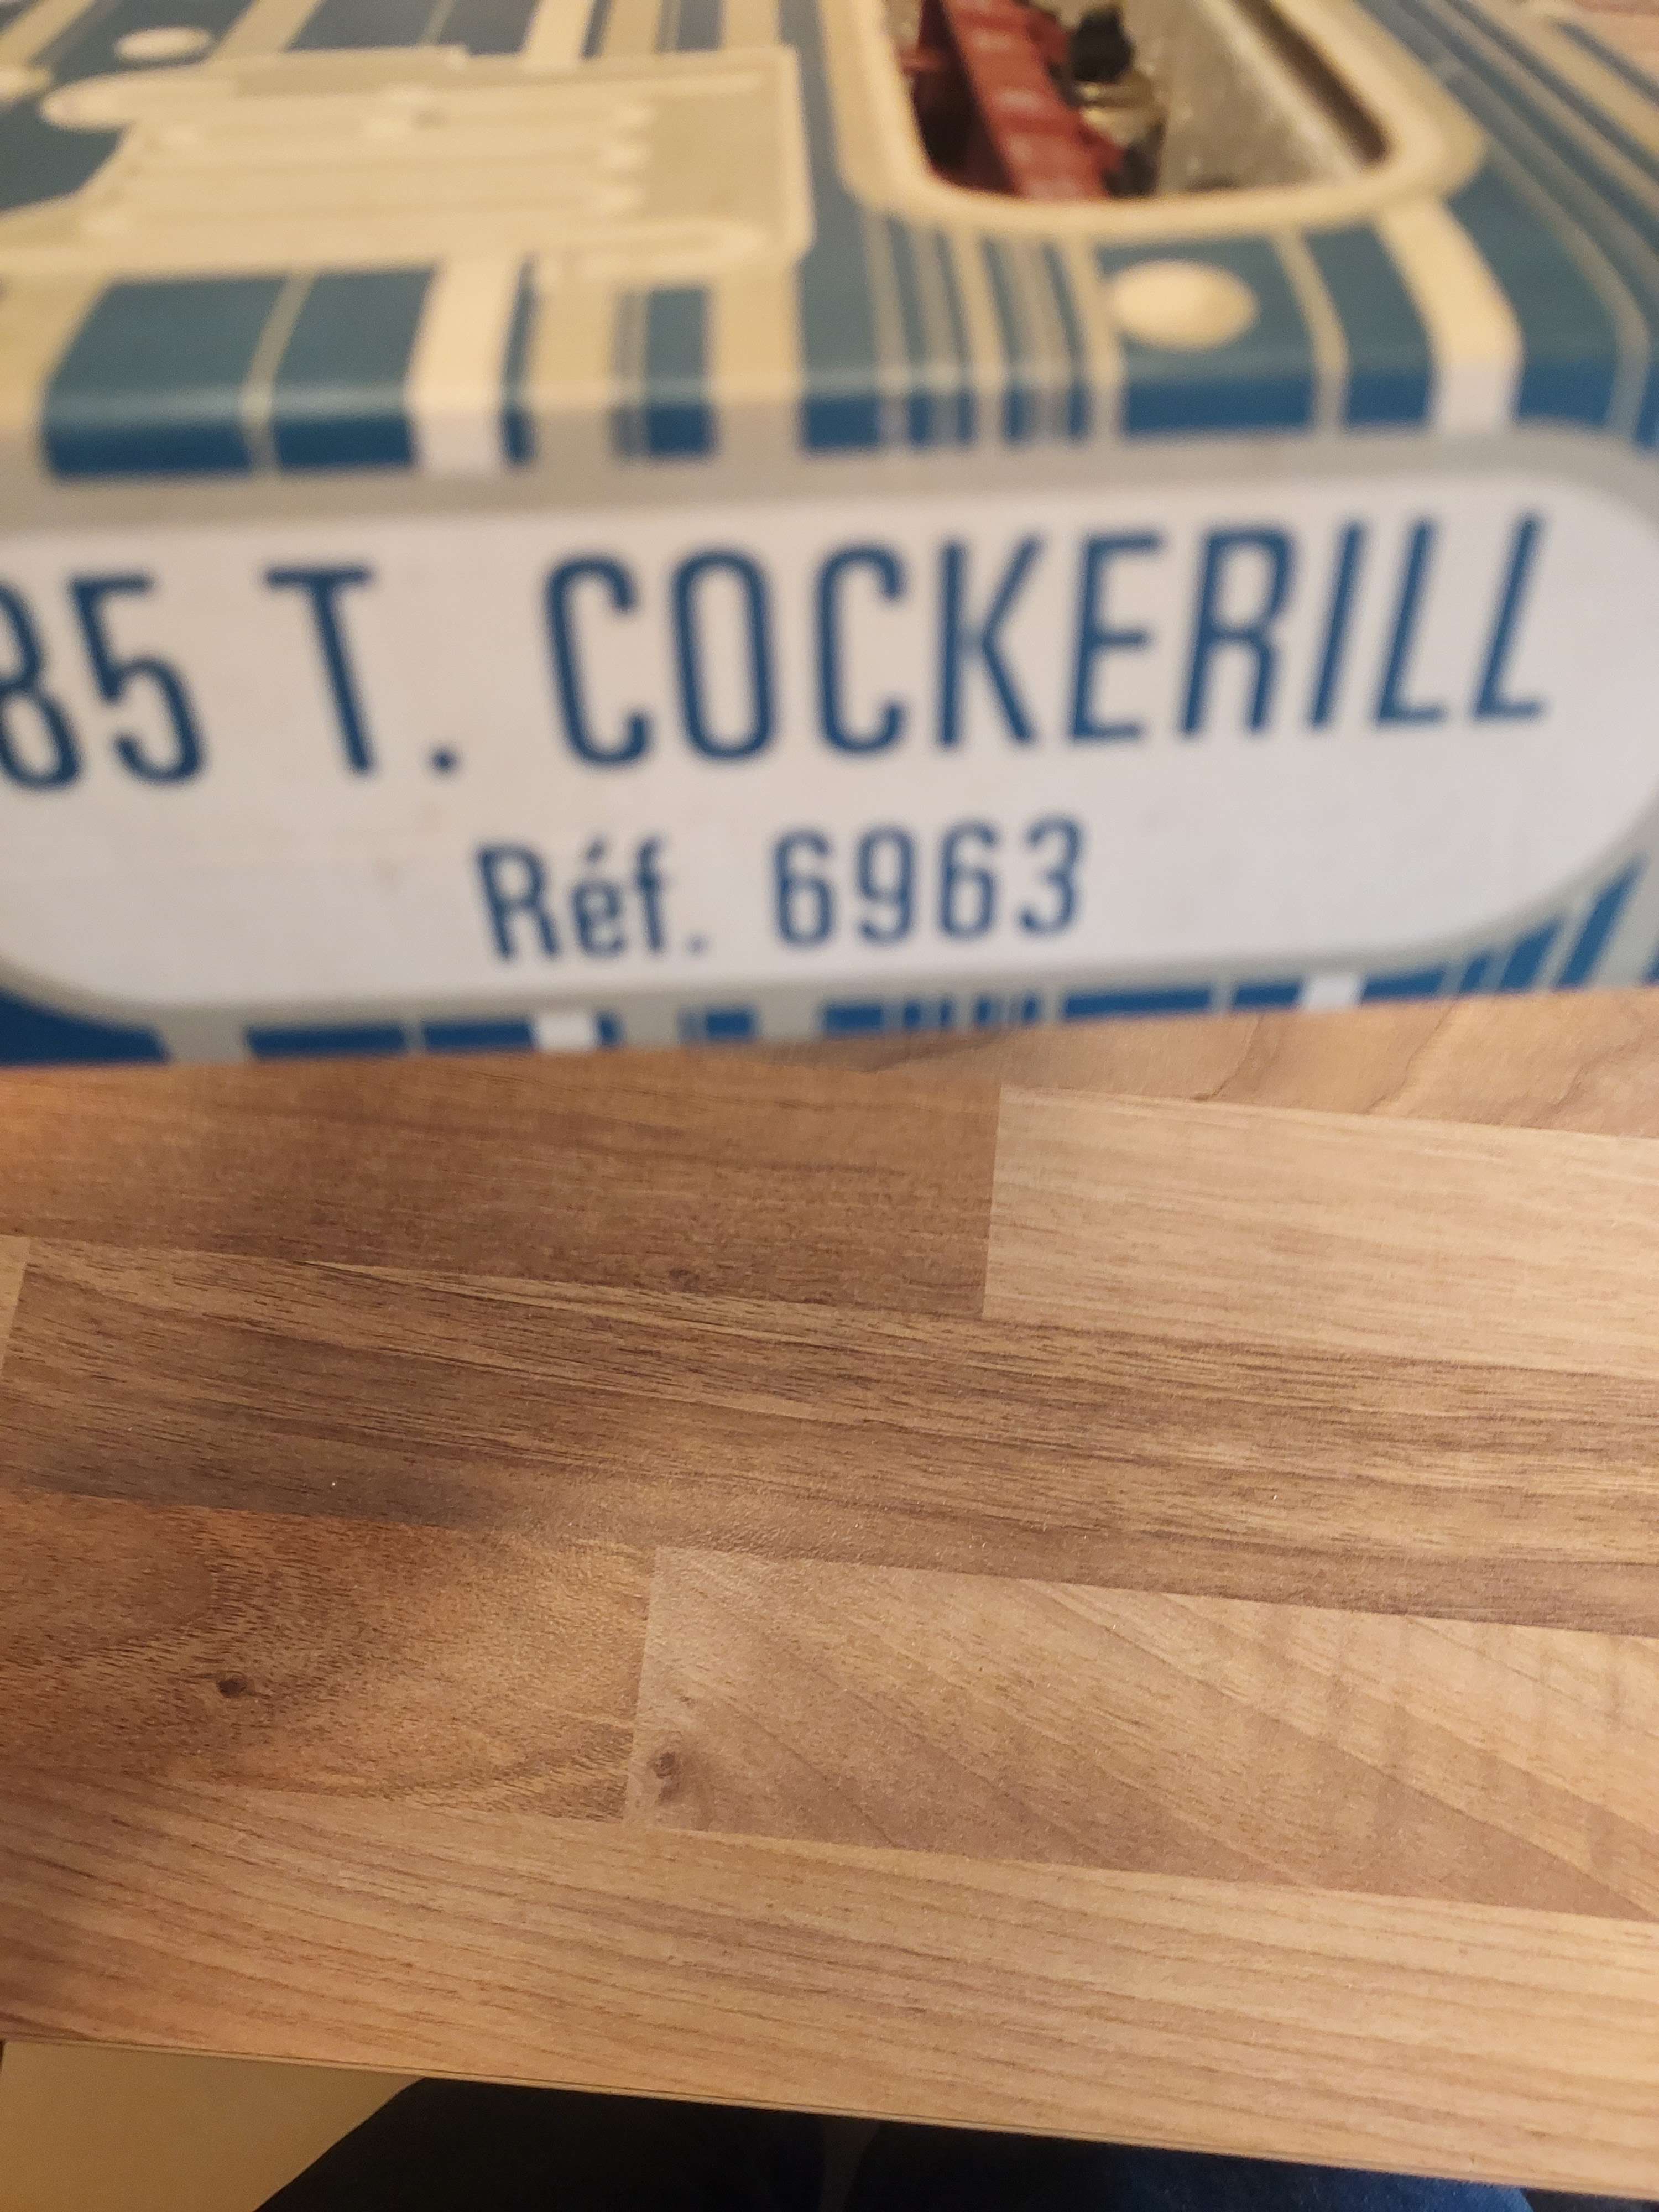 85 T. COCKERILL
Réf. 6963